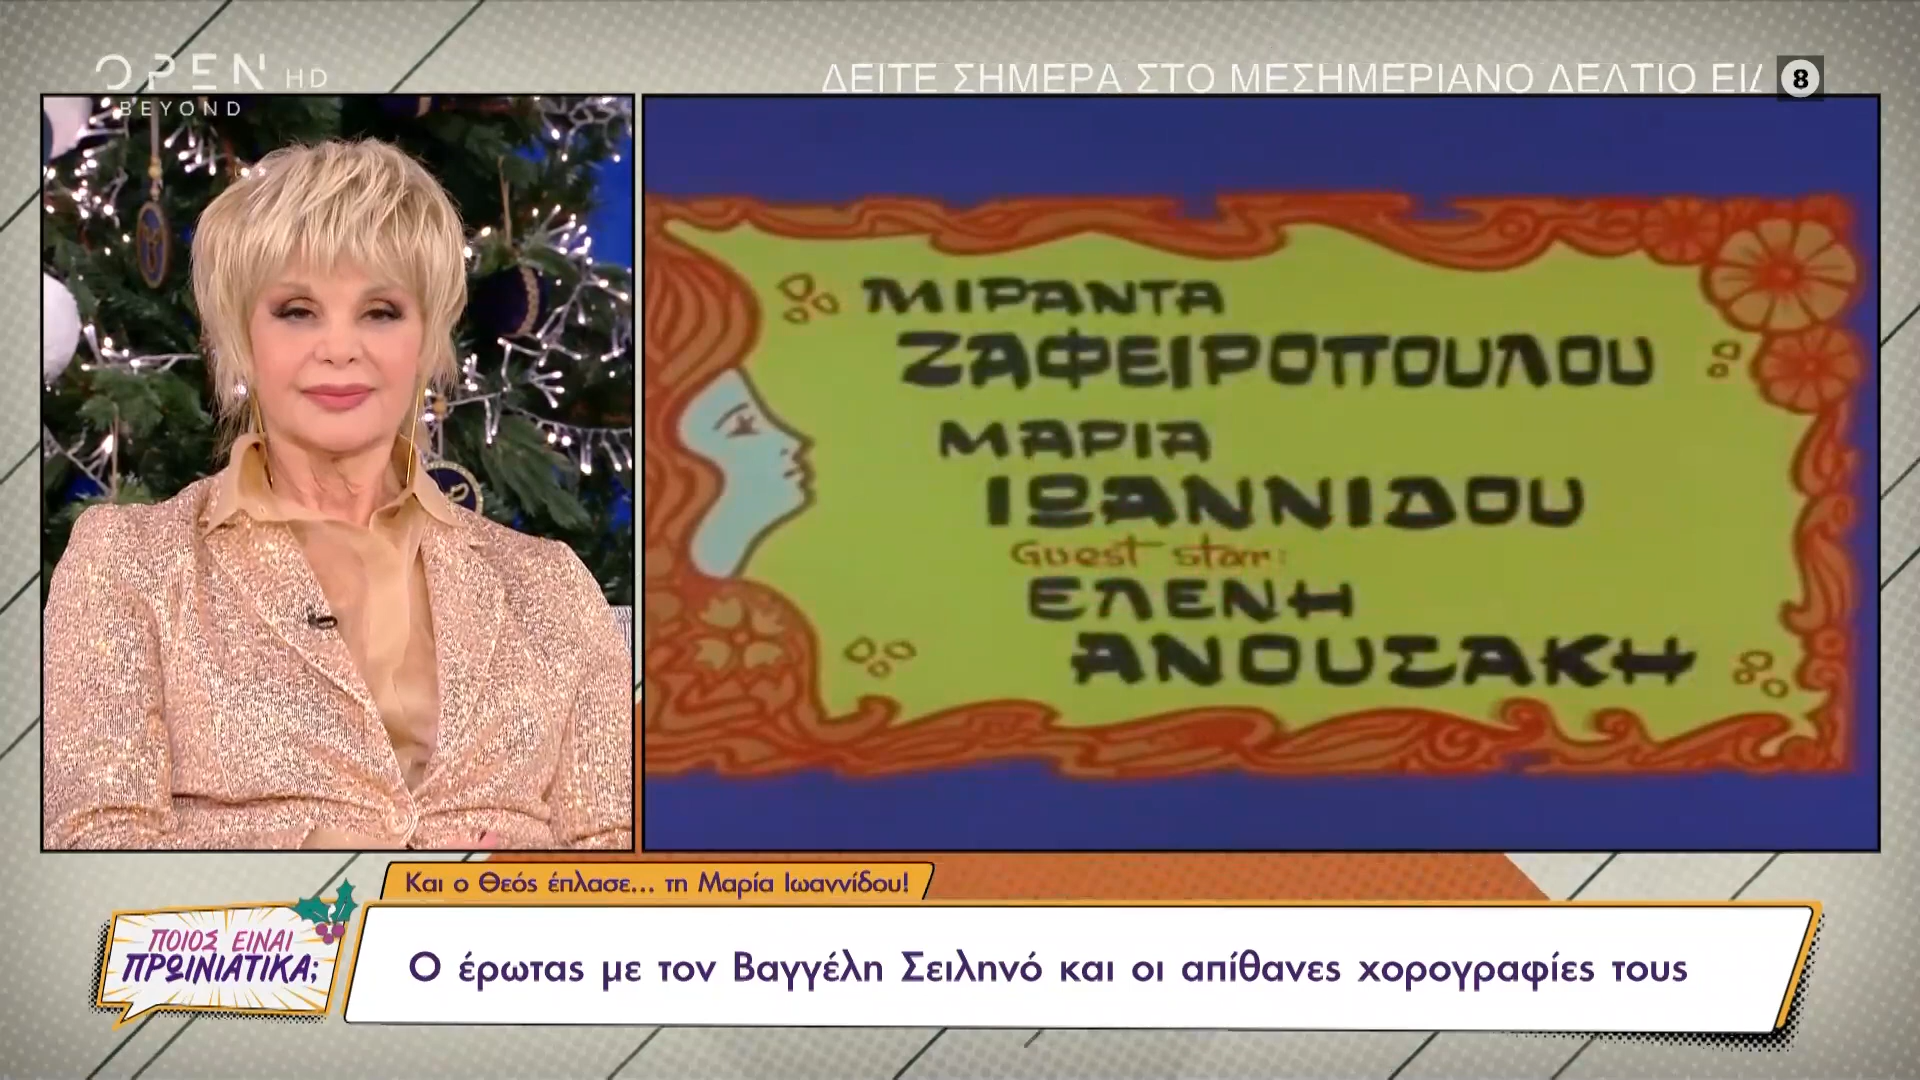 OPEN HD
BEYOND
ΔΕΙΤΕ ΣΗΜΕΡΑ ΣΤΟ ΜΕΣΗΜΕΡΙΑΝΟ ΔΕΛΤΙΟ
8
ΜΙΡΑΝΤΑ
ΖΑΦΕΙΡΟΠΟΥΛΟΥ
ΜΑΡΙΑ
ΙΩΑΝΝΙΔΟΥ
Guest star:
ΕΛΕΝΗ
ΑΝΟΥΣΑΚΗ
Και ο Θεός έπλασε... τη Μαρία Ιωαννίδου!
ΠΟΙΟΣ ΕΙΝΑΙ
ΠΡΩΙΝΙΑΤΙΚΑ;
Ο έρωτας με τον Βαγγέλη Σειληνό και οι απίθανες χορογραφίες τους